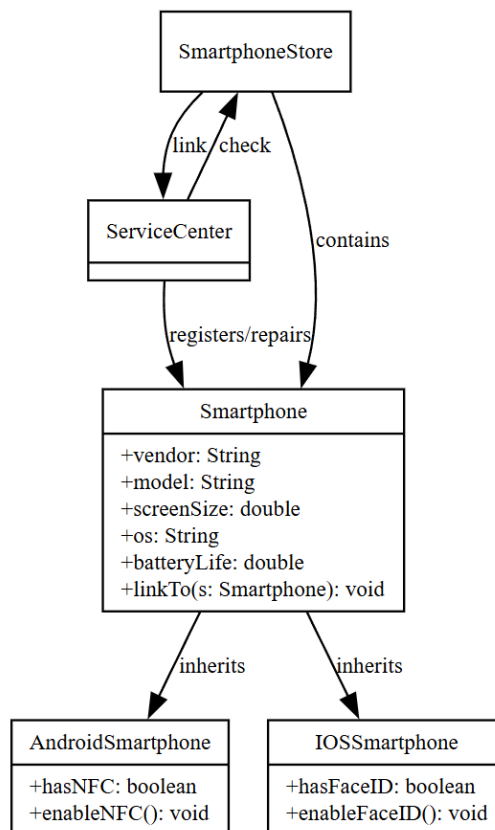 SmartphoneStore
link
check
ServiceCenter
contains
registers/repairs
Smartphone
+vendor: String
+model: String
+screenSize: double
+os: String
+batteryLife: double
+linkTo(s: Smartphone): void
inherits
inherits
AndroidSmartphone
+hasNFC: boolean
+enableNFC(): void
IOSSmartphone
+hasFaceID: boolean
+enableFaceID(): void